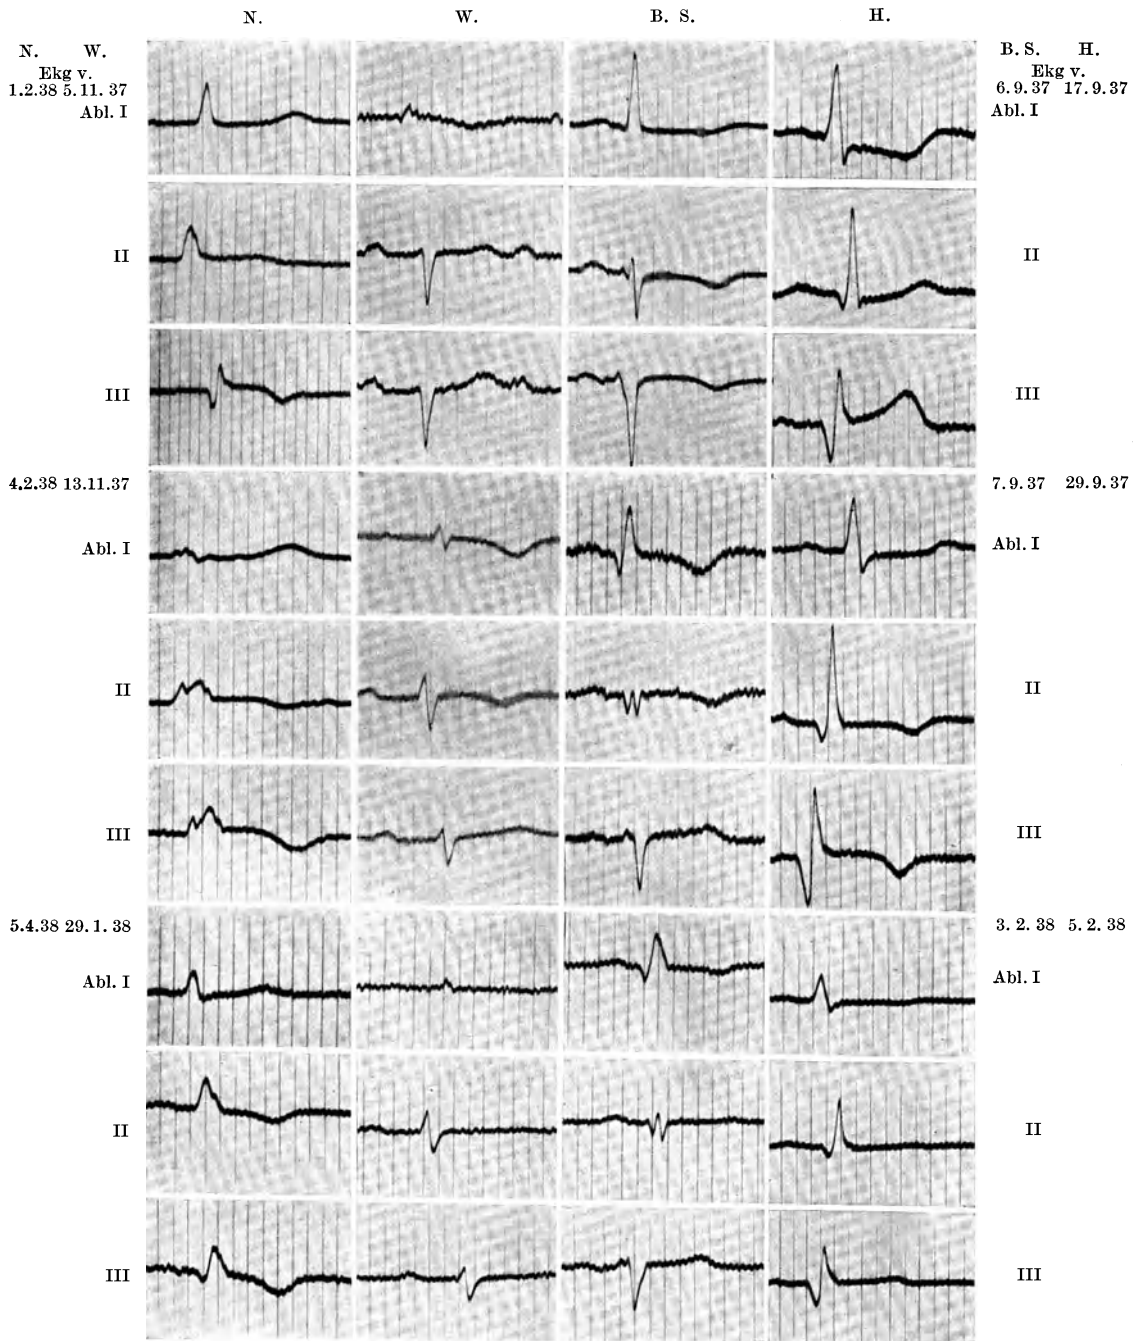 N. W. B. S. H.
N. W. B. S. H.
Ekg v. Ekg v.
1.2.38 5.11. 37 6.9.37 17.9.37
Abl. I Abl. I
II II
III III
4.2.38 13.11.37 7.9.37 29.9.37
Abl. I Abl. I
II II
III III
5.4.38 29.1.38 3. 2. 38 5. 2. 38
Abl. I Abl. I
II II
III III